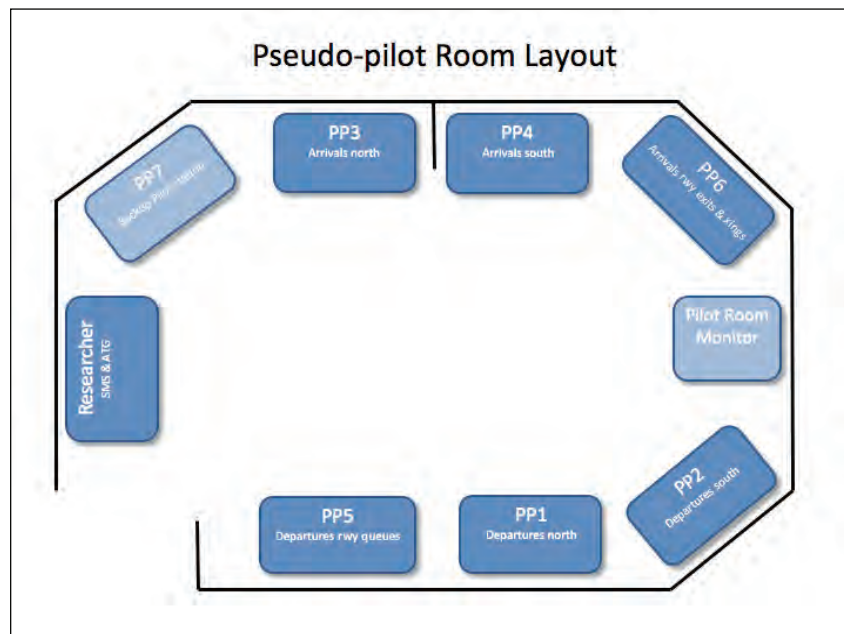 Pseudo-pilot Room Layout
PP3
Arrivals north
PP4
Arrivals south
PP7
PP6
Arrivals rwy exits & xings
Researcher
SMS & ATG
Pilot Room
Monitor
PP5
Departures rwy queues
PP1
Departures north
PP2
Departures south